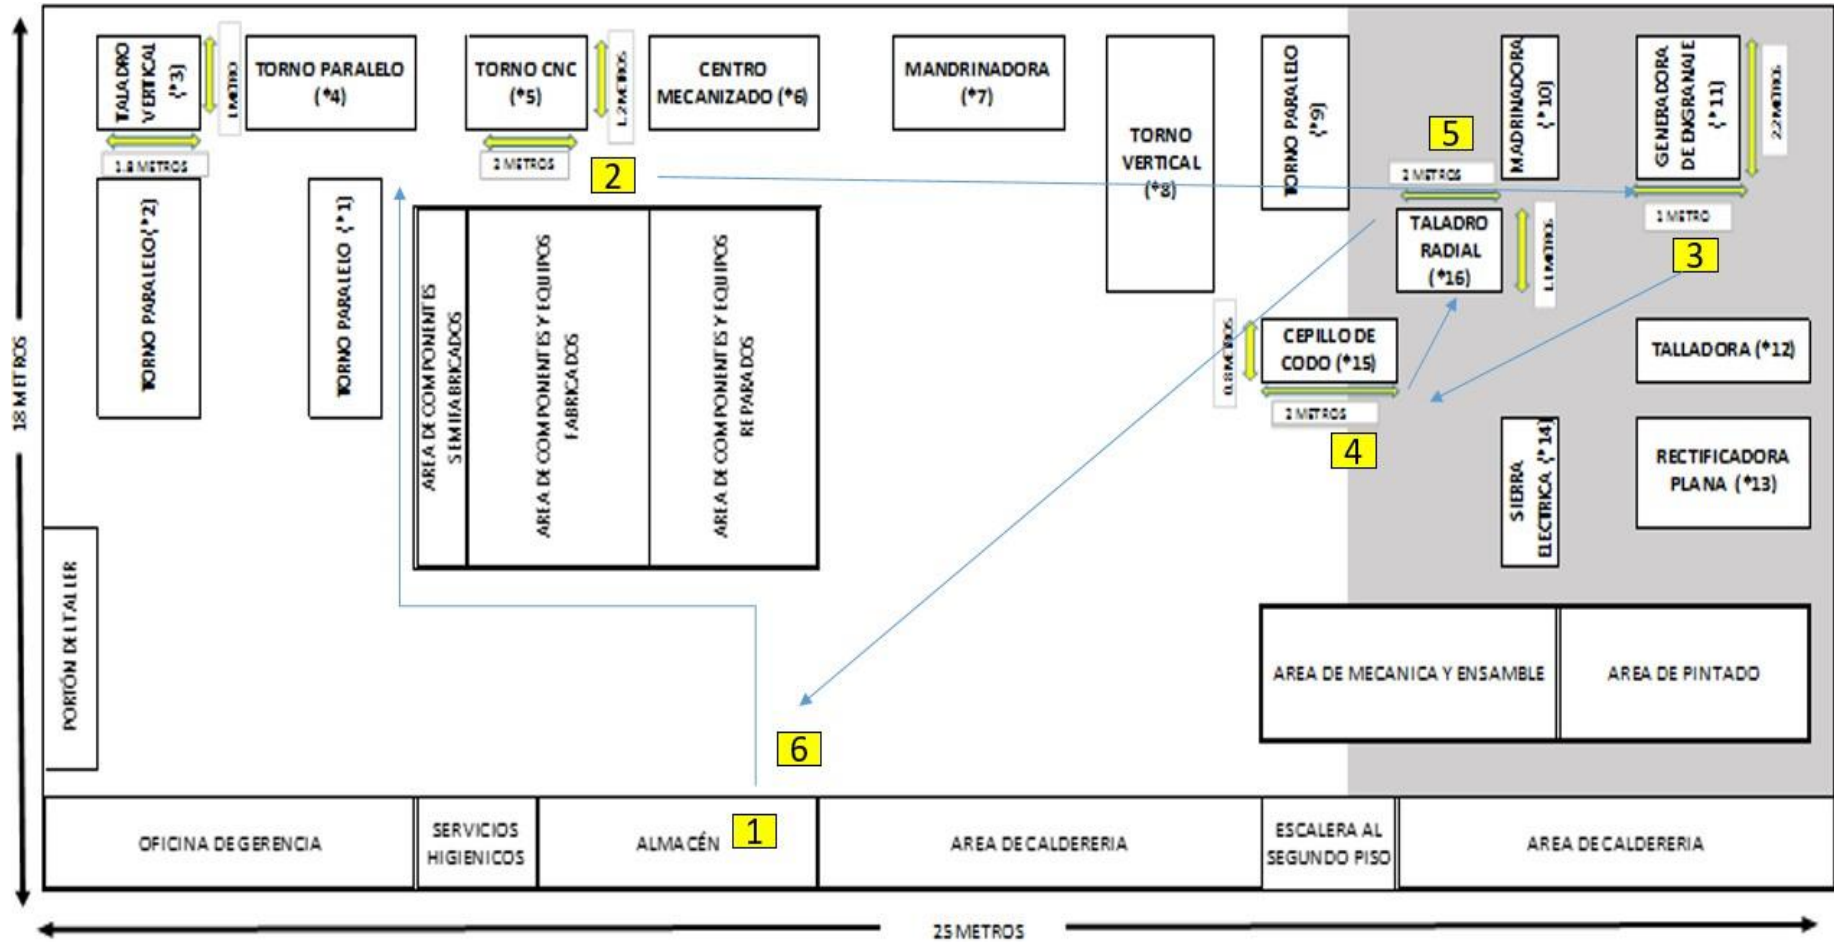 TALADRO
VERTICAL
(*3)
1 METRO
TORNO PARALELO
(*4)
TORNO CNC
(*5)
1.2 METROS
CENTRO
MECANIZADO (*6)
MANDRINADORA
(*7)
TORNO
VERTICAL
(*8)
TORNO PARALELO
(*9)
MADRINADORA
(*10)
GENERADORA
DE ENGRANAJE
(*11)
2.2 METROS
1.8 METROS
2 METROS
2
5
2 METROS
1 METRO
3
TORNO PARALELO(*2)
TORNO PARALELO (*1)
AREA DE COMPONENTES
SEMIFABRICADOS
AREA DE COMPONENTES Y EQUIPOS
FABRICADOS
AREA DE COMPONENTES Y EQUIPOS
REPARADOS
TALADRO
RADIAL
(*16)
1.1 METROS
0.8 METROS
CEPILLO DE
CODO (*15)
2 METROS
4
TALLADORA (*12)
SIERRA
ELECTRICA (*14)
RECTIFICADORA
PLANA (*13)
18 METROS
PORTÓN DEL TALLER
AREA DE MECANICA Y ENSAMBLE
AREA DE PINTADO
6
OFICINA DE GERENCIA
SERVICIOS
HIGIENICOS
ALMACÉN
1
AREA DE CALDERERIA
ESCALERA AL
SEGUNDO PISO
AREA DE CALDERERIA
25 METROS